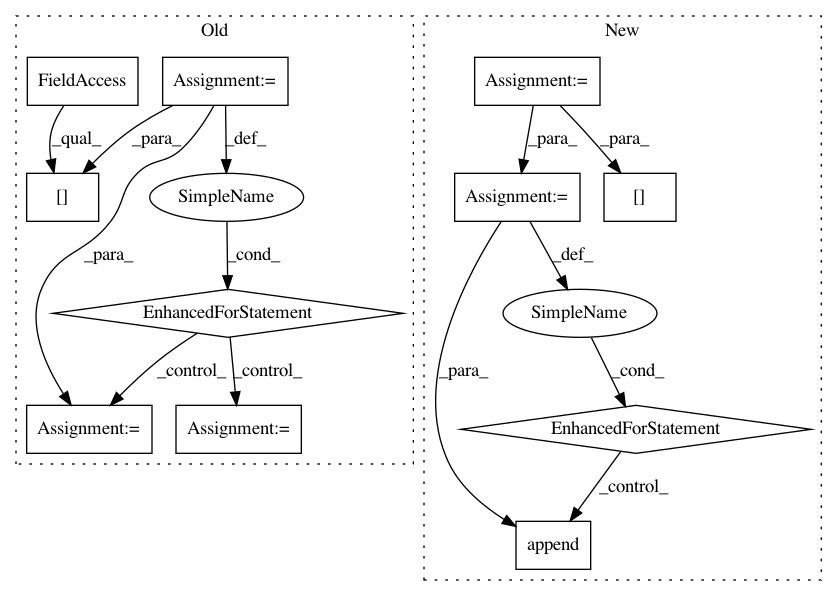 Old
New
FieldAccess
Assignment:=
Assignment:=
_qual_
_para_
_def_
_para_
_para_
[]
SimpleName
Assignment:=
[]
_para_
_cond_
_def_
EnhancedForStatement
SimpleName
_control_
_control_
_para_
_cond_
Assignment:=
Assignment:=
EnhancedForStatement
_control_
append